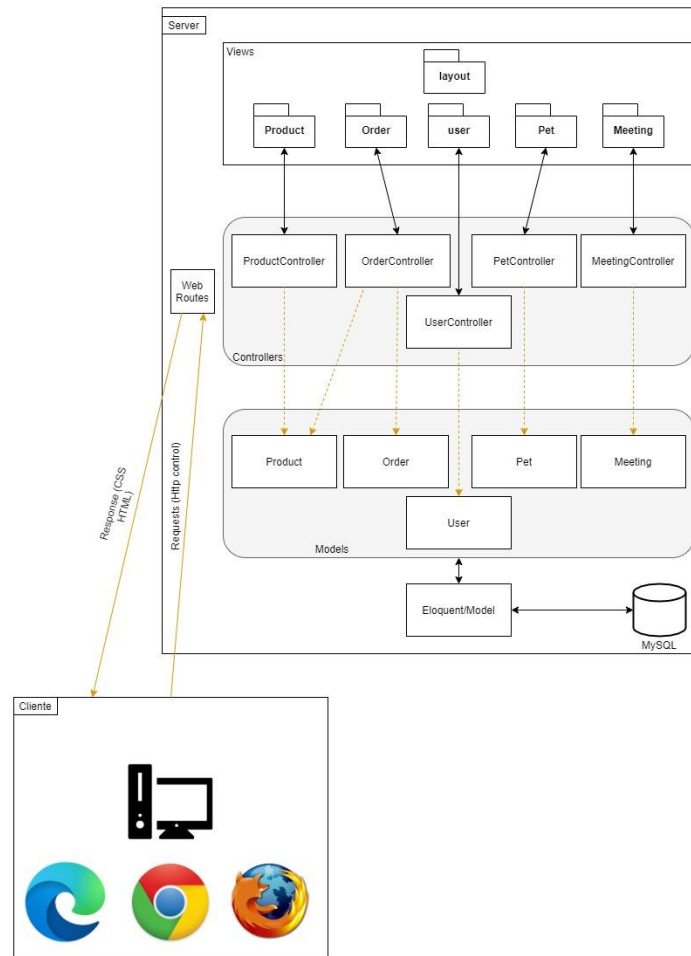 Server
Views
layout
Product
Order
user
Pet
Meeting
ProductController
OrderController
PetController
MeetingController
Web
Routes
UserController
Controllers
Product
Order
Pet
Meeting
User
Models
Response (CSS
HTML)
Requests (Http control)
Eloquent/Model
MySQL
Cliente